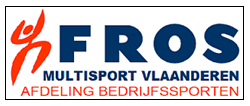 FROS
MULTISPORT VLAANDEREN
AFDELING BEDRIJFSSPORTEN